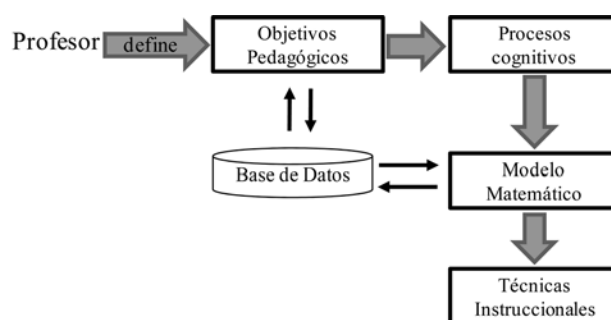 Profesor
define
Objetivos
Pedagógicos
Procesos
cognitivos
Base de Datos
Modelo
Matemático
Técnicas
Instruccionales